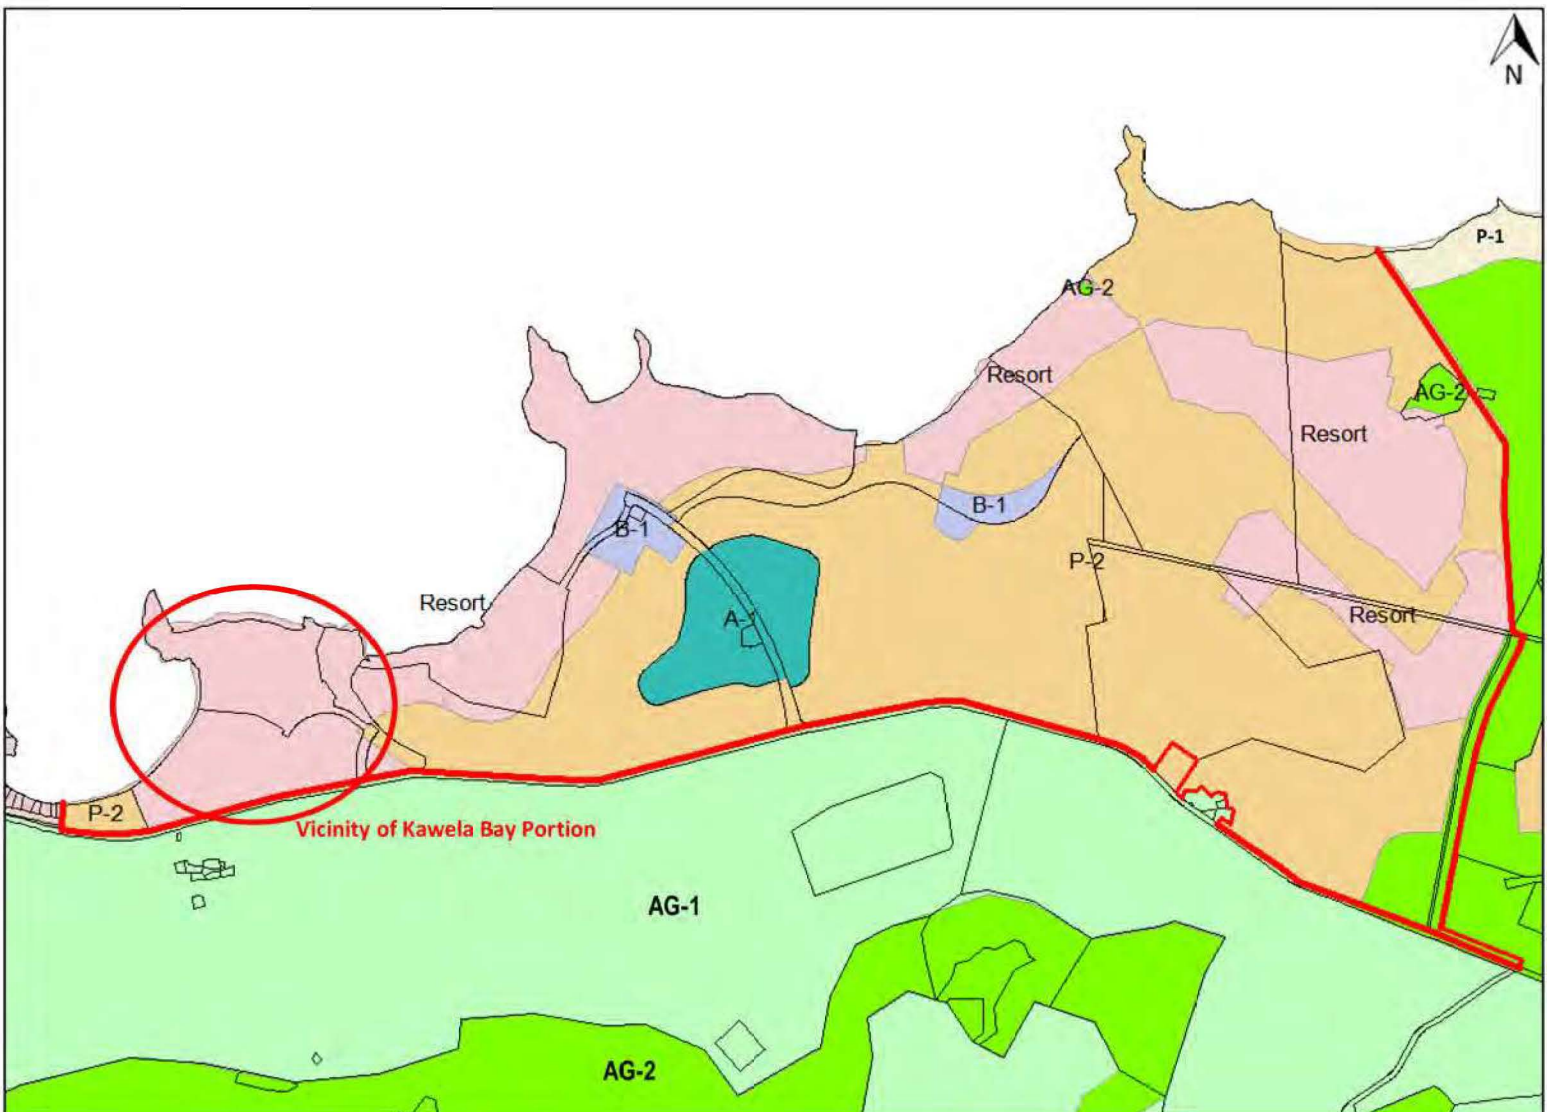 N
P-1
AG-2
Resort
AG-2
Resort
B-1
B-1
P-2
Resort
A-1
Resort
P-2
Vicinity of Kawela Bay Portion
AG-1
AG-2